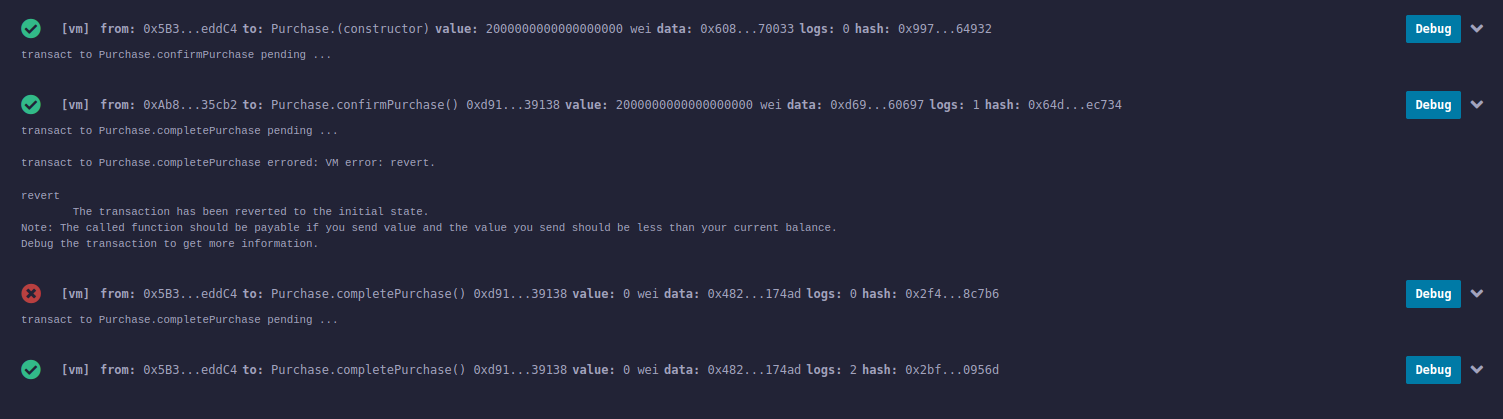 [vm] from: 0x5B3...eddC4 to: Purchase.(constructor) value: 2000000000000000000 wei data: 0x608...70033 logs: 0 hash: 0x997...64932 Debug
transact to Purchase.confirmPurchase pending ...
[vm] from: 0xAb8...35cb2 to: Purchase.confirmPurchase() 0xd91...39138 value: 2000000000000000000 wei data: 0xd69...60697 logs: 1 hash: 0x64d...ec734 Debug
transact to Purchase.completePurchase pending ...
transact to Purchase.completePurchase errored: VM error: revert.
revert
The transaction has been reverted to the initial state.
Note: The called function should be payable if you send value and the value you send should be less than your current balance.
Debug the transaction to get more information.
[vm] from: 0x5B3...eddC4 to: Purchase.completePurchase() 0xd91...39138 value: 0 wei data: 0x482...174ad logs: 0 hash: 0x2f4...8c7b6 Debug
transact to Purchase.completePurchase pending ...
[vm] from: 0x5B3...eddC4 to: Purchase.completePurchase() 0xd91...39138 value: 0 wei data: 0x482...174ad logs: 2 hash: 0x2bf...0956d Debug